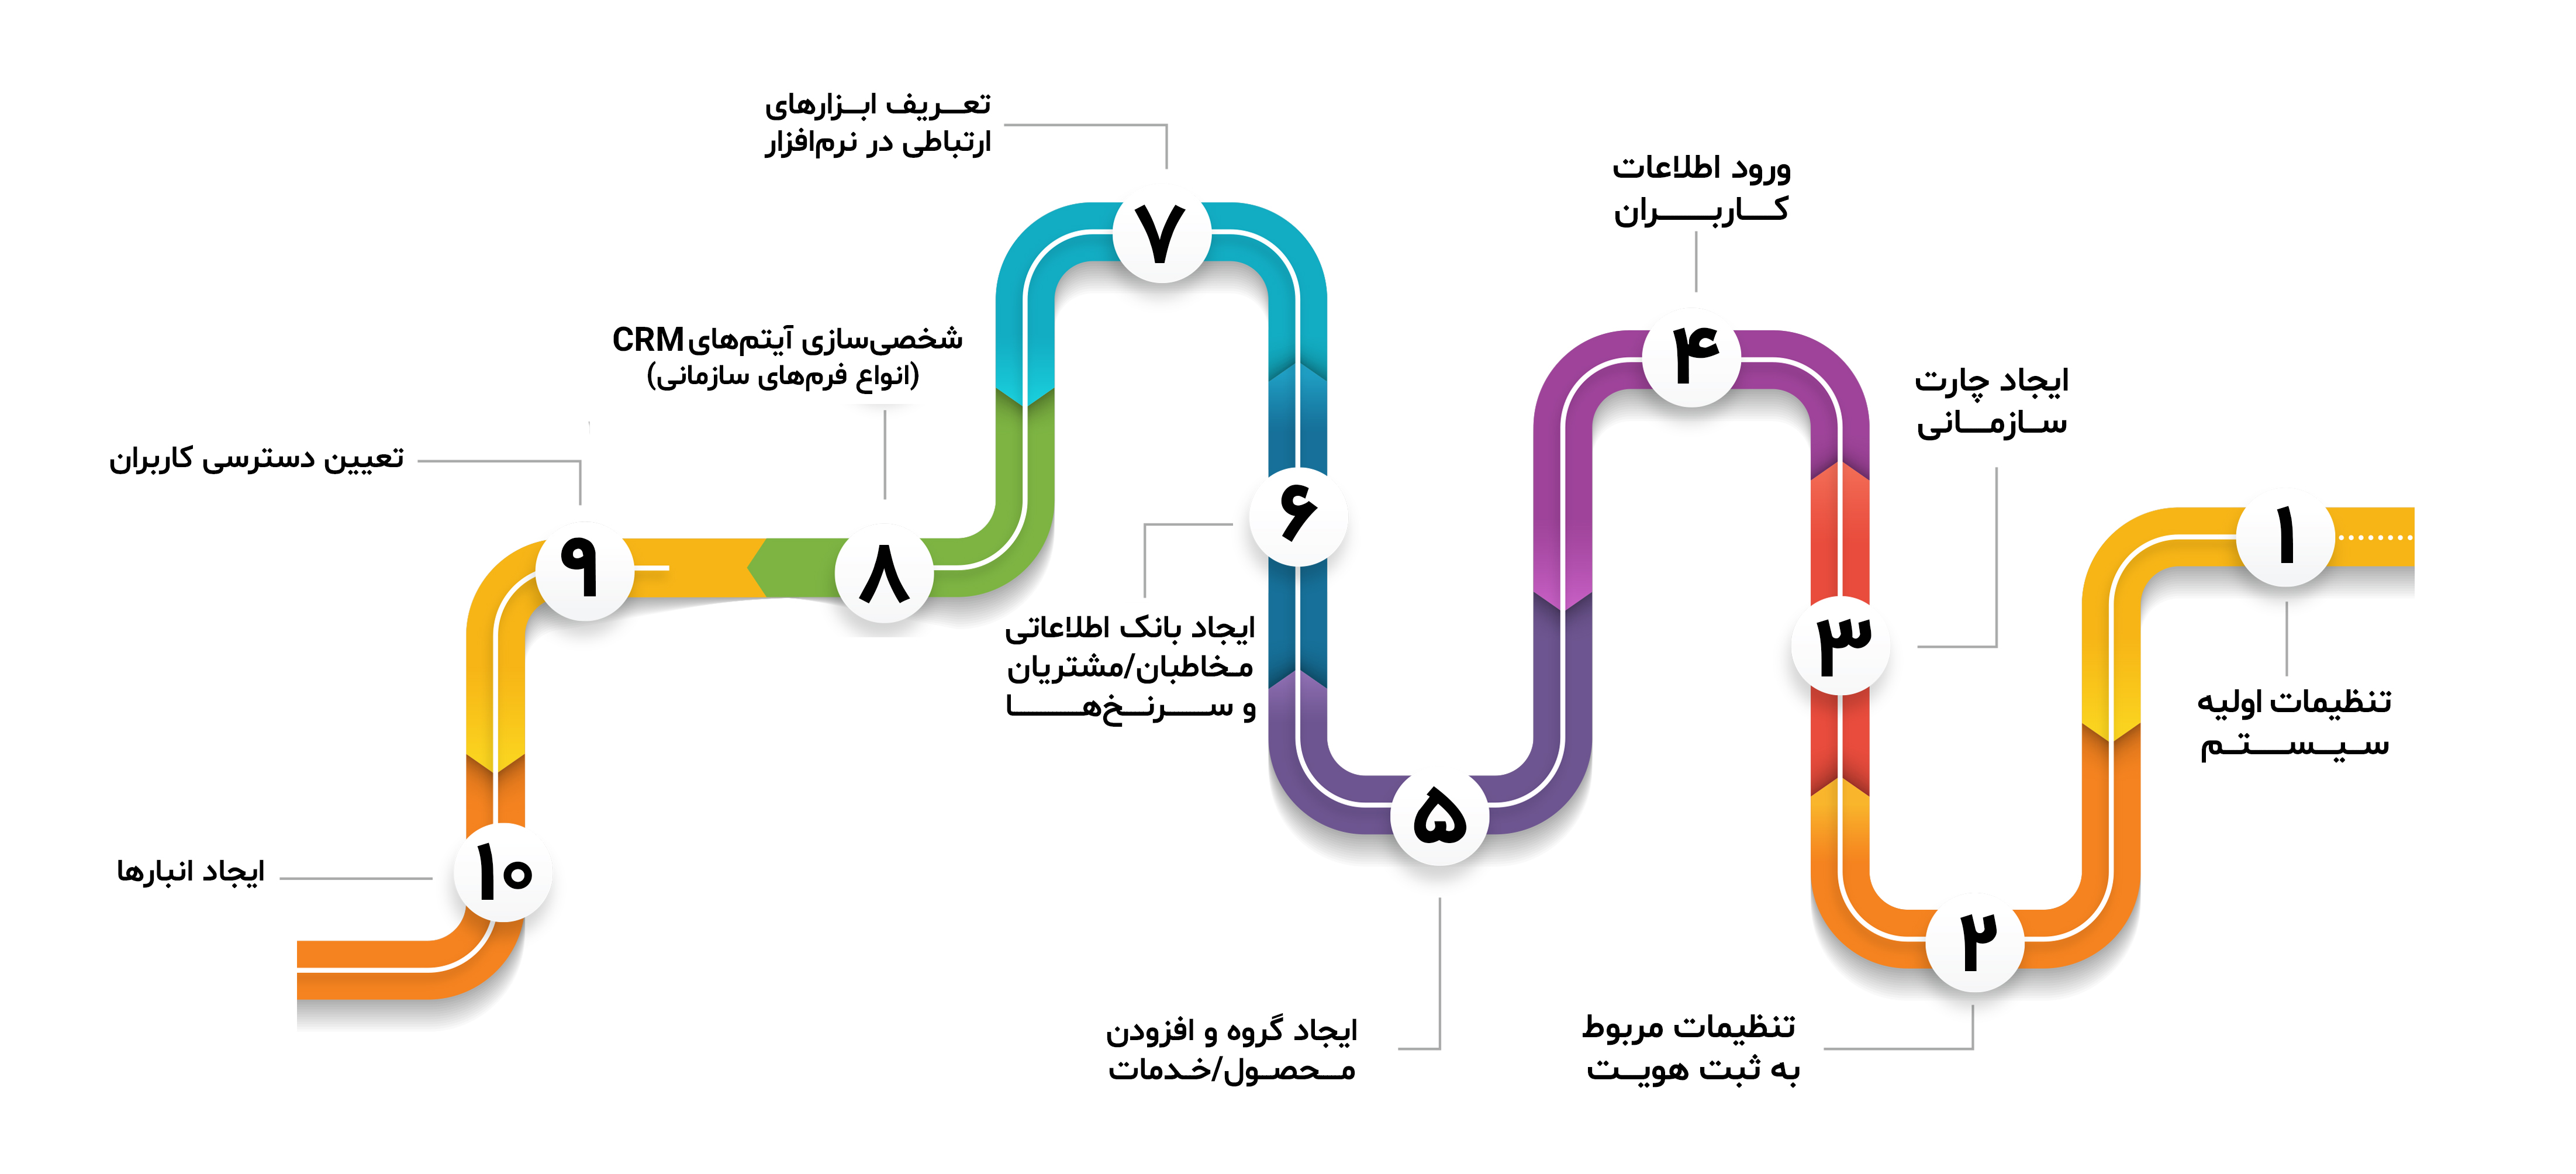 ۱
تنظیمات اولیه
سیستم
۲
تنظیمات مربوط
به ثبت هویت
۳
ایجاد چارت
سازمانی
۴
ورود اطلاعات
کاربران
۵
ایجاد گروه و افزودن
محصول/خدمات
۶
ایجاد بانک اطلاعاتی
مخاطبان/مشتریان
و سرنخ‌ها
۷
تعریف ابزارهای
ارتباطی در نرم‌افزار
۸
شخصی‌سازی آیتم‌های CRM
(انواع فرم‌های سازمانی)
۹
تعیین دسترسی کاربران
۱۰
ایجاد انبارها